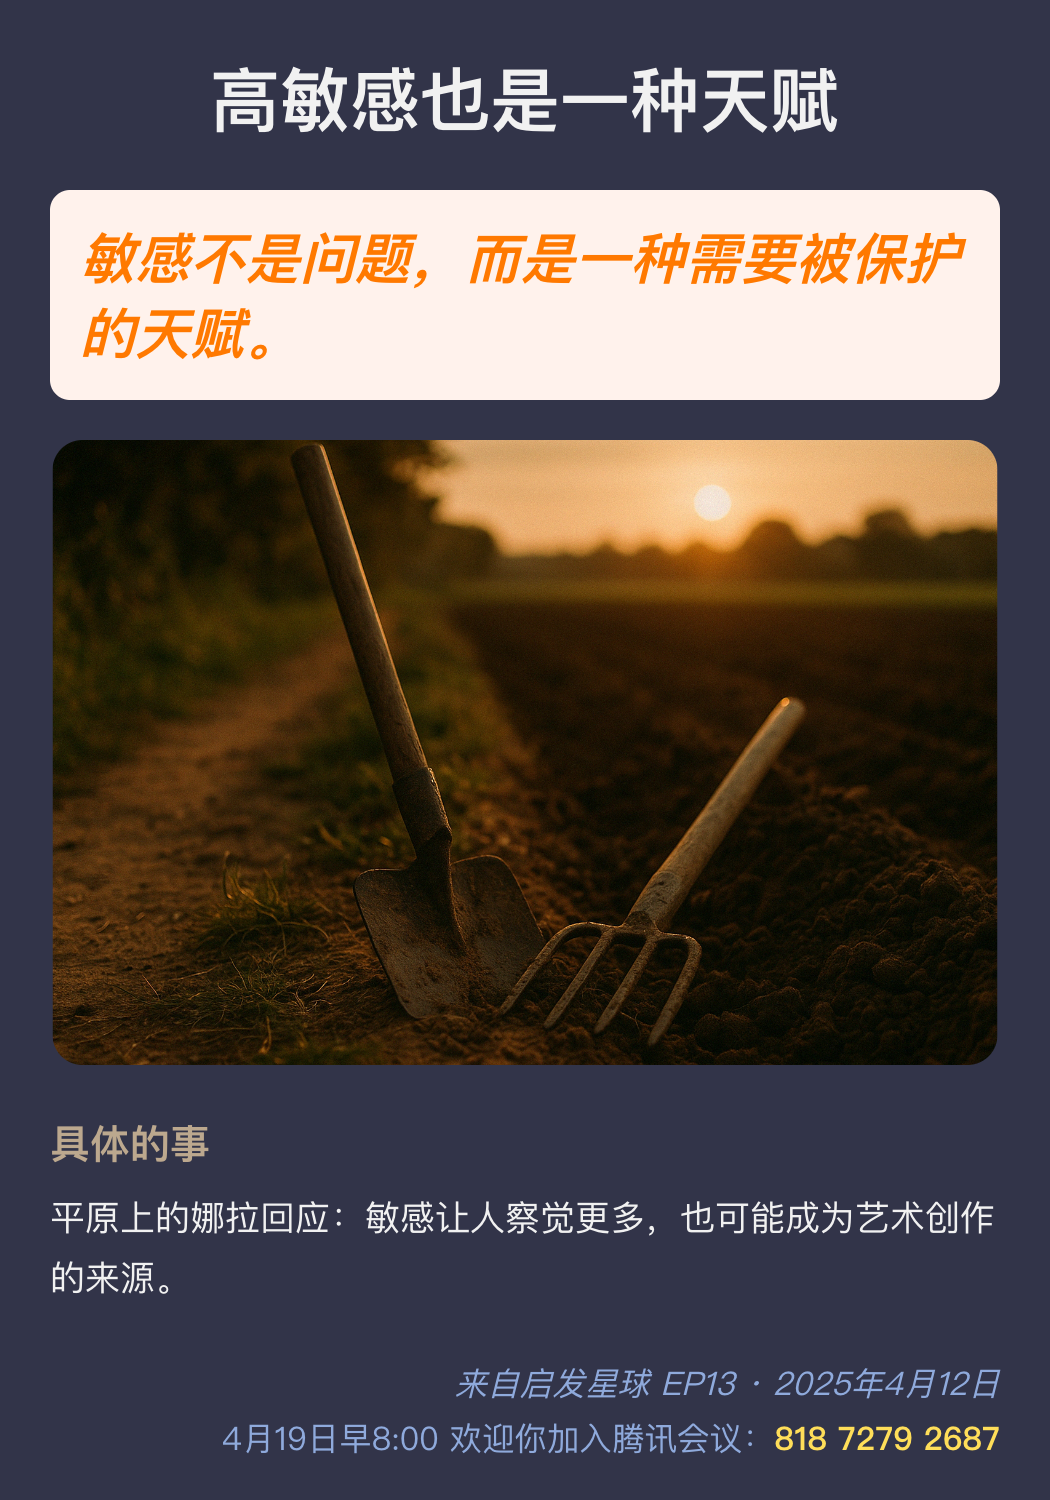 高敏感也是一种天赋
敏感不是问题，而是一种需要被保护
的天赋。
具体的事
平原上的娜拉回应：敏感让人察觉更多，也可能成为艺术创作
的来源。
来自启发星球 EP13 · 2025年4月12日
4月19日早8:00 欢迎你加入腾讯会议：818 7279 2687